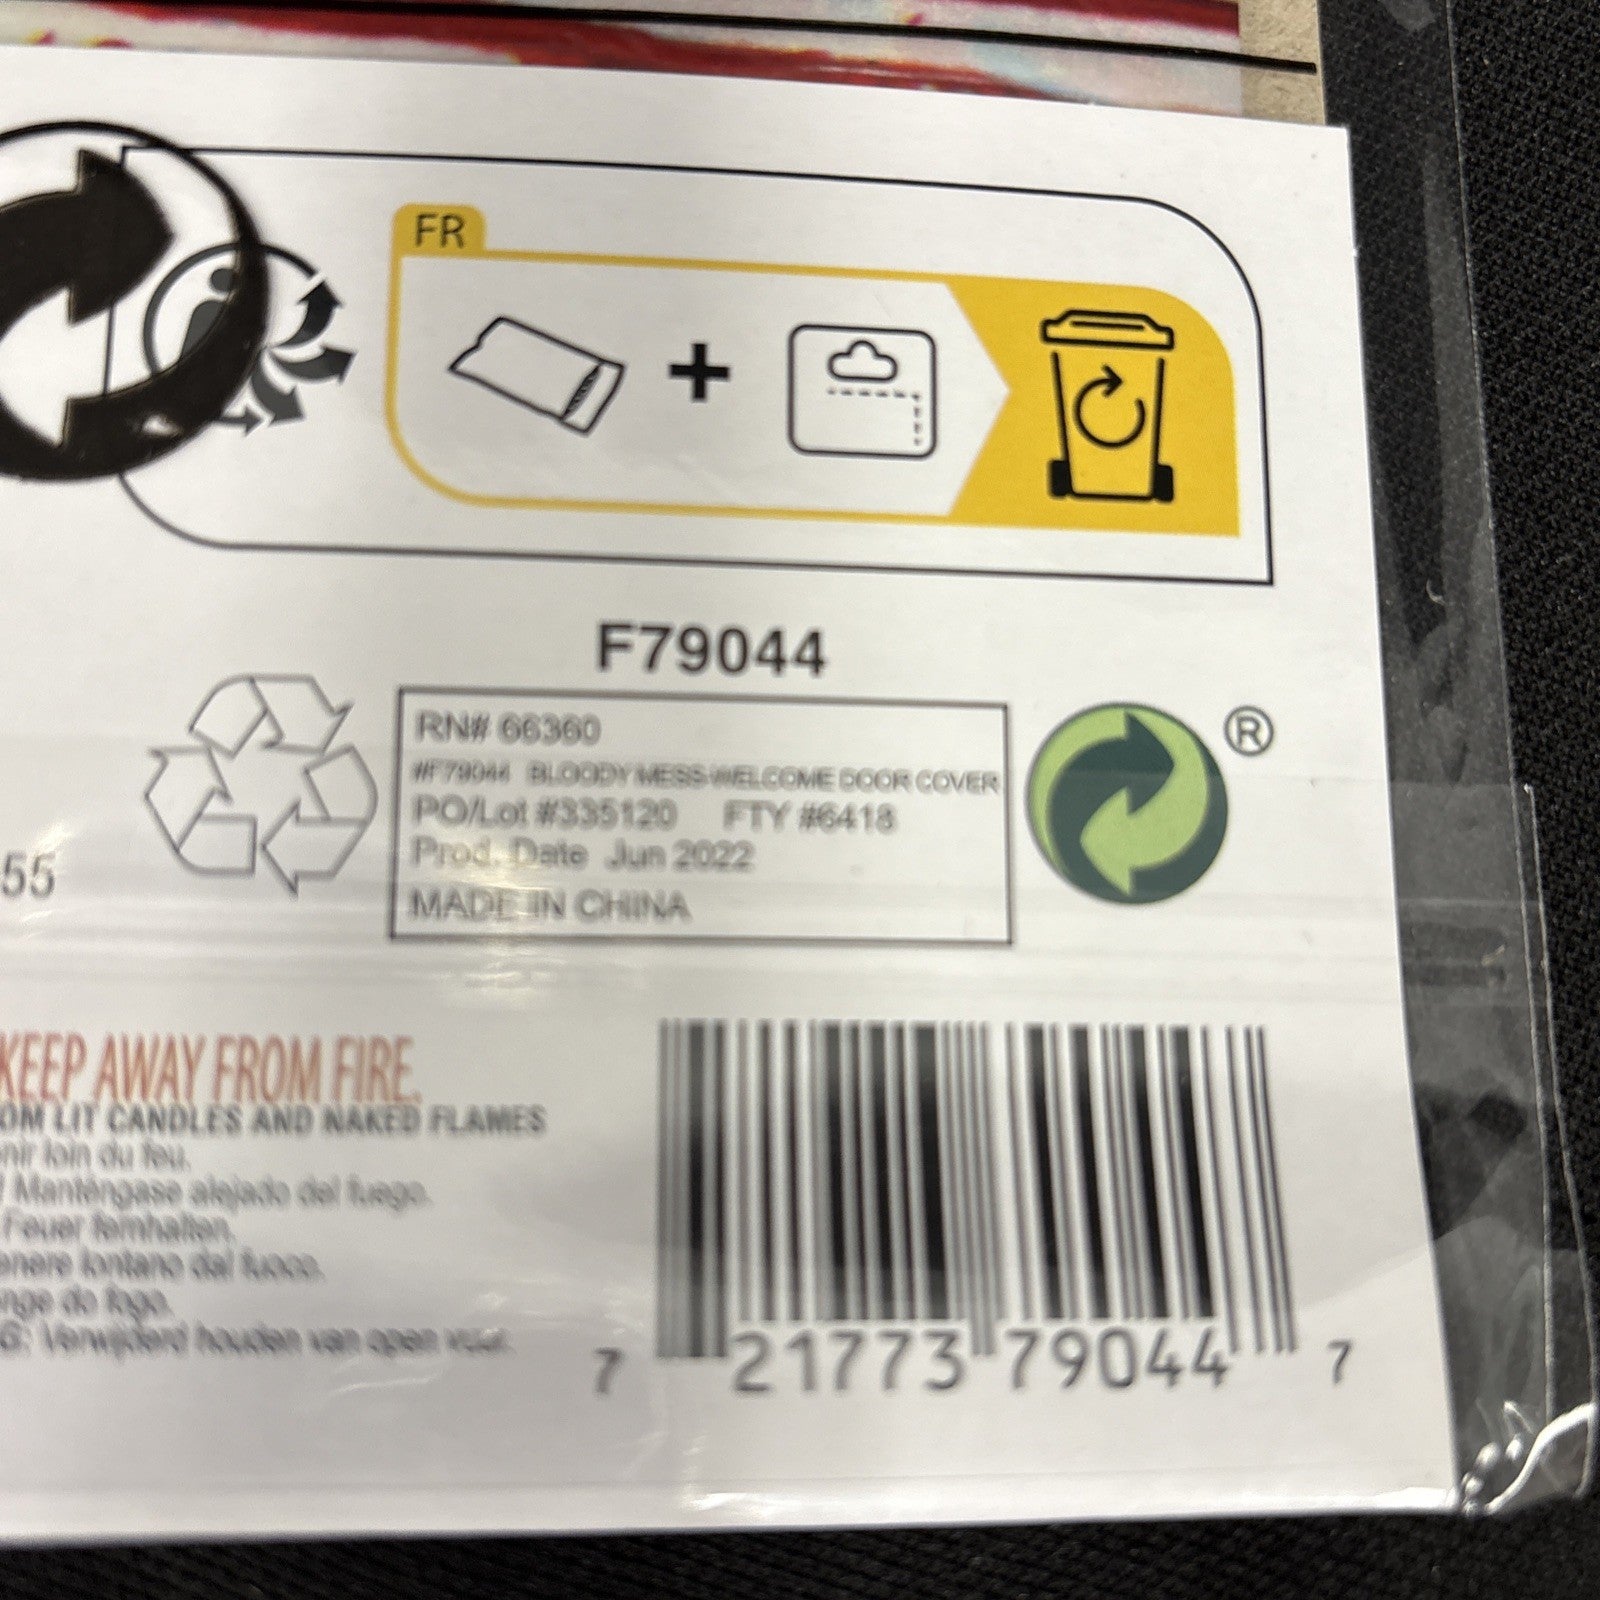 FR
F79044
RN# 66360
#F79044 BLOODY MESS WELCOME DOOR COVER
PO/Lot #335120 FTY #6418
Prod. Date Jun 2022
MADE IN CHINA
®
55
KEEP AWAY FROM FIRE.
OM LIT CANDLES AND NAKED FLAMES
nir loin du feu.
! Manténgase alejado del fuego.
Feuer fernhalten.
enere lontano dal fuoco.
nge do fogo.
G: Verwijderd houden van open vuur.
7 21773 79044 7